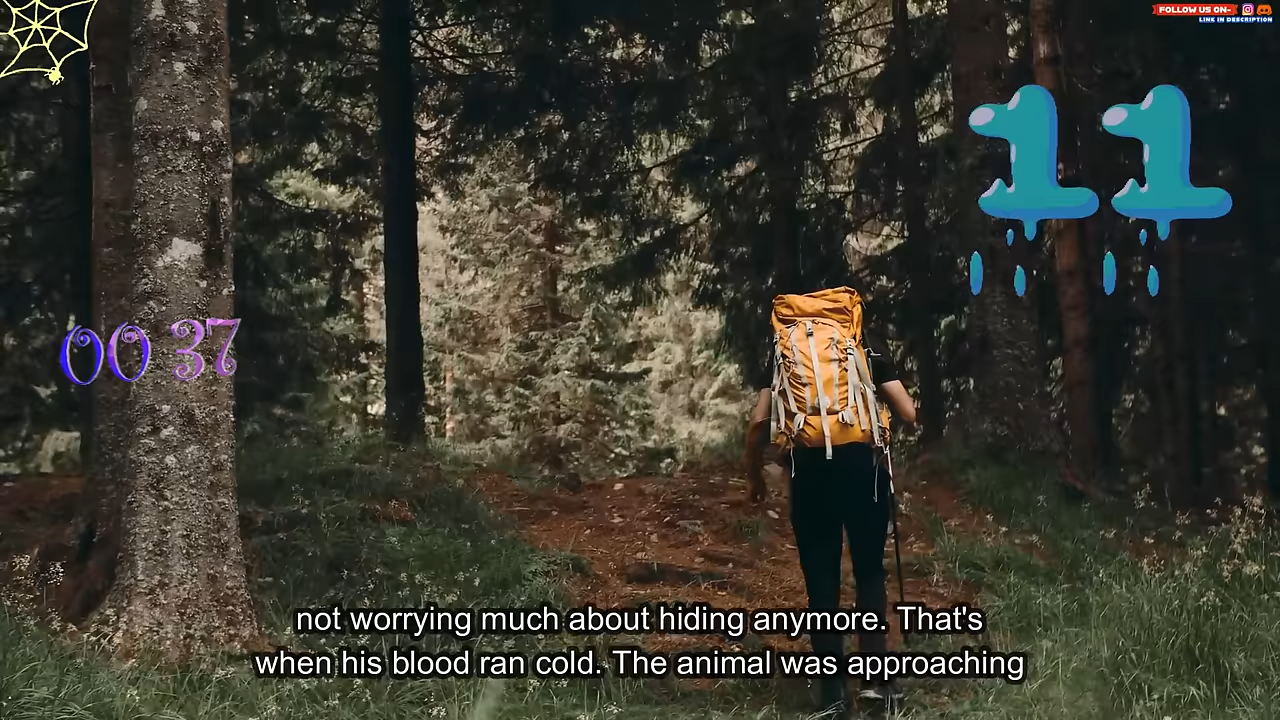 FOLLOW US ON-
LINK IN DESCRIPTION
11
00 37
not worrying much about hiding anymore. That's
when his blood ran cold. The animal was approaching